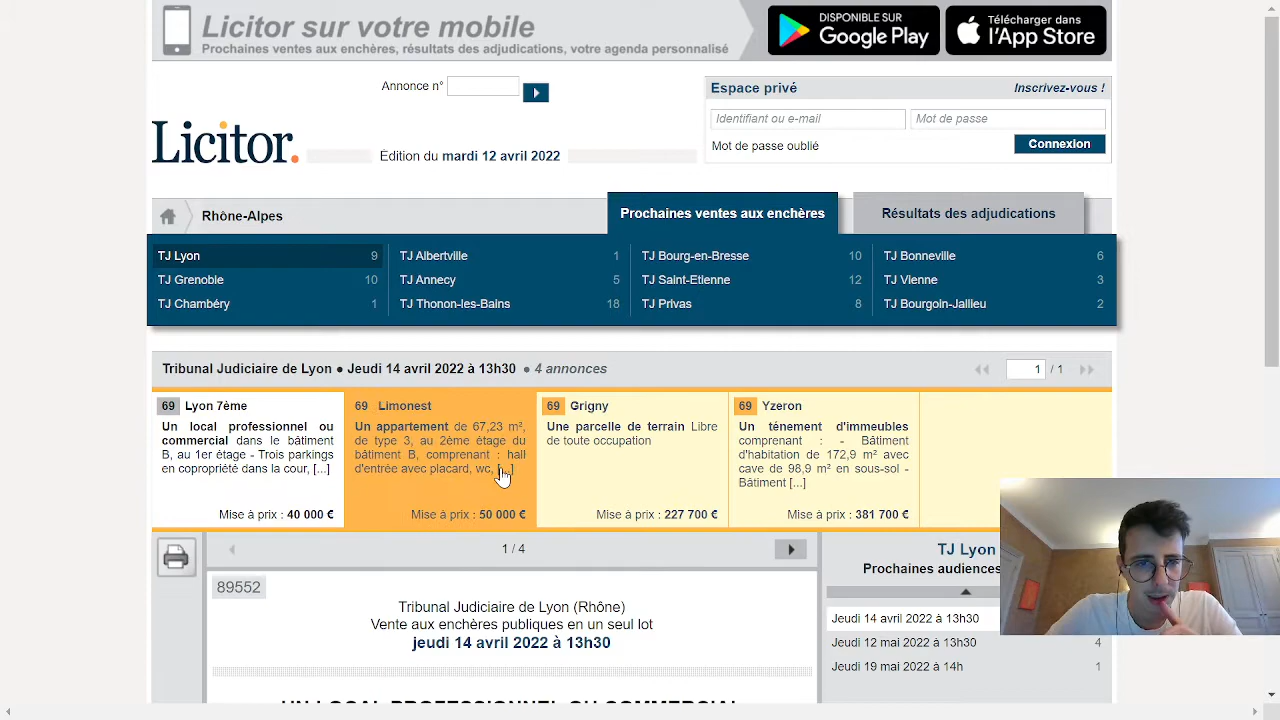 Licitor sur votre mobile
Prochaines ventes aux enchères, résultats des adjudications, votre agenda personnalisé
DISPONIBLE SUR
Google Play
Télécharger dans
l'App Store
Annonce n°
Espace privé
Inscrivez-vous !
Identifiant ou e-mail
Mot de passe
Mot de passe oublié
Connexion
Licitor.
Édition du mardi 12 avril 2022
Rhône-Alpes
Prochaines ventes aux enchères
Résultats des adjudications
TJ Lyon 9
TJ Albertville 1
TJ Bourg-en-Bresse 10
TJ Bonneville 6
TJ Grenoble 10
TJ Annecy 5
TJ Saint-Etienne 12
TJ Vienne 3
TJ Chambéry 1
TJ Thonon-les-Bains 18
TJ Privas 8
TJ Bourgoin-Jallieu 2
Tribunal Judiciaire de Lyon ● Jeudi 14 avril 2022 à 13h30 ● 4 annonces
1 / 1
69 Lyon 7ème
Un local professionnel ou
commercial dans le bâtiment
B, au 1er étage - Trois parkings
en copropriété dans la cour, [...]
Mise à prix : 40 000 €
69 Limonest
Un appartement de 67,23 m²,
de type 3, au 2ème étage du
bâtiment B, comprenant : hall
d'entrée avec placard, wc,
Mise à prix : 50 000 €
69 Grigny
Une parcelle de terrain Libre
de toute occupation
Mise à prix : 227 700 €
69 Yzeron
Un ténement d'immeubles
comprenant : - Bâtiment
d'habitation de 172,9 m² avec
cave de 98,9 m² en sous-sol -
Bâtiment [...]
Mise à prix : 381 700 €
1 / 4
89552
Tribunal Judiciaire de Lyon (Rhône)
Vente aux enchères publiques en un seul lot
jeudi 14 avril 2022 à 13h30
UN LOCAL PROFESSIONNEL OU COMMERCIAL
TJ Lyon
Prochaines audiences
Jeudi 14 avril 2022 à 13h30
Jeudi 12 mai 2022 à 13h30 4
Jeudi 19 mai 2022 à 14h 1